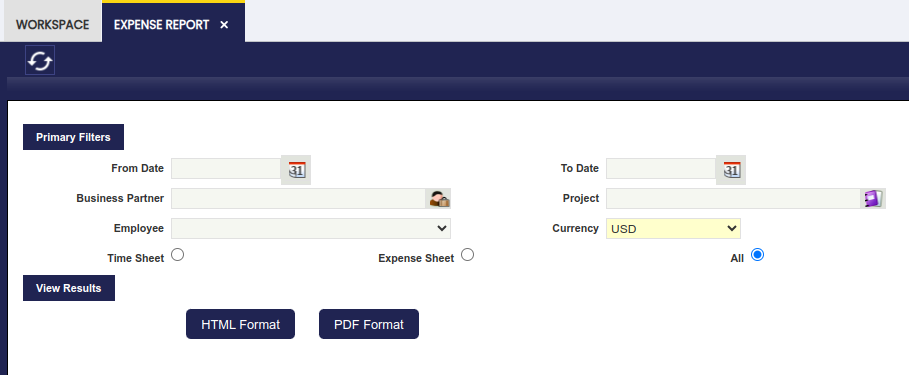 WORKSPACE
EXPENSE REPORT ×
Primary Filters
From Date 31 To Date 31
Business Partner Project
Employee Currency USD
Time Sheet Expense Sheet All
View Results
HTML Format PDF Format